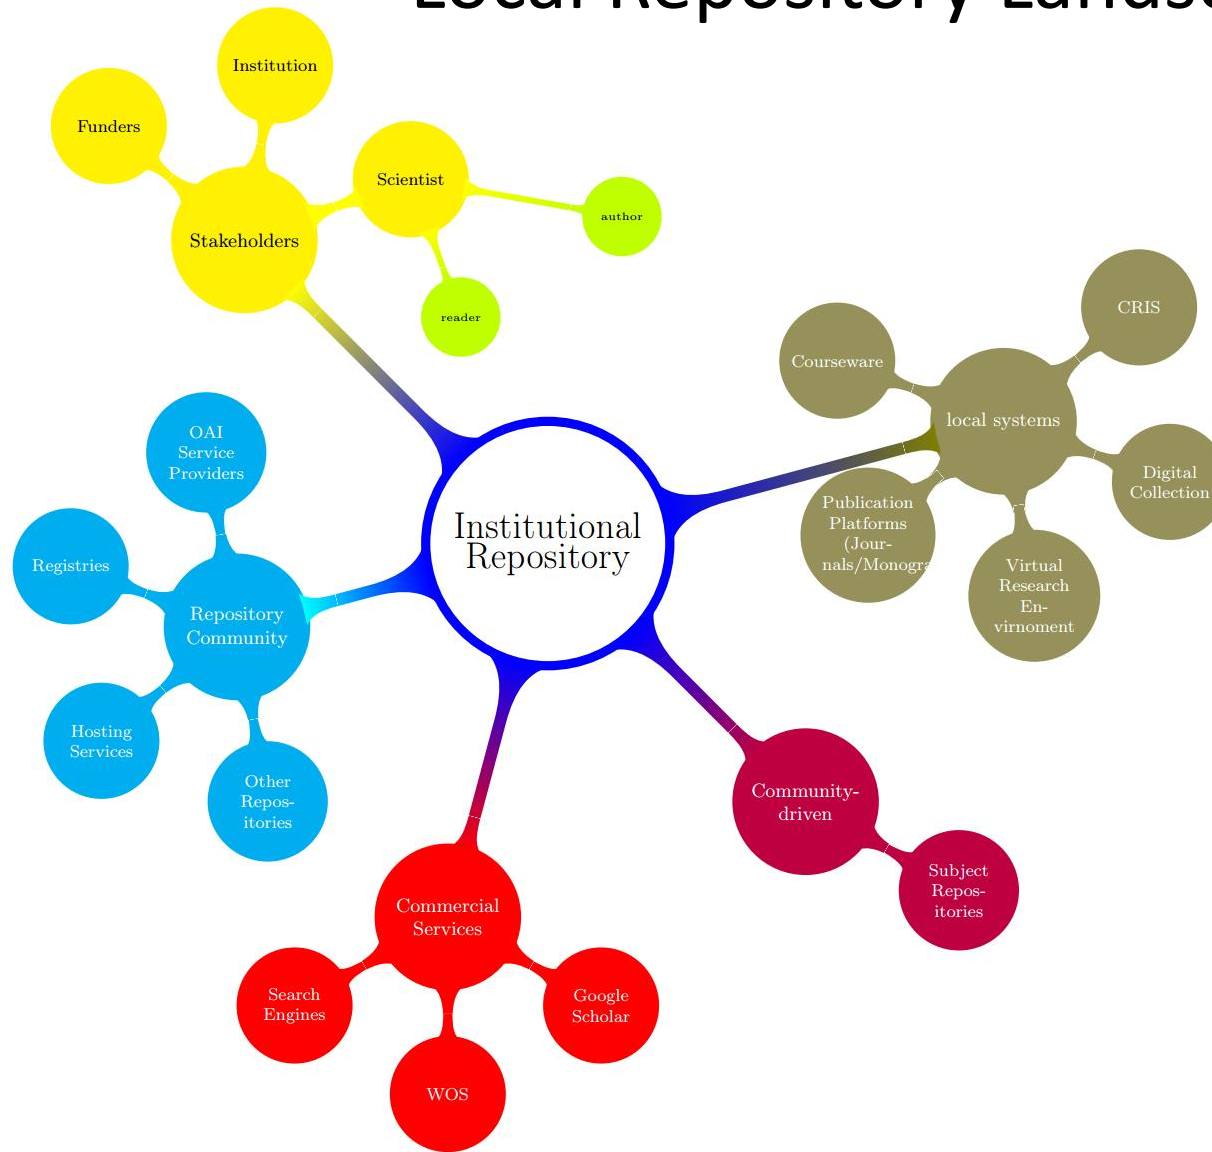 Local Repository
Institution
Funders
Scientist
Stakeholders
author
reader
CRIS
Courseware
local systems
Digital
Collection
Publication
Platforms
(Jour-
nals/Monogra
Virtual
Research
En-
virnoment
OAI
Service
Providers
Registries
Repository
Community
Hosting
Services
Other
Repos-
itories
Institutional
Repository
Community-
driven
Subject
Repos-
itories
Commercial
Services
Search
Engines
Google
Scholar
WOS